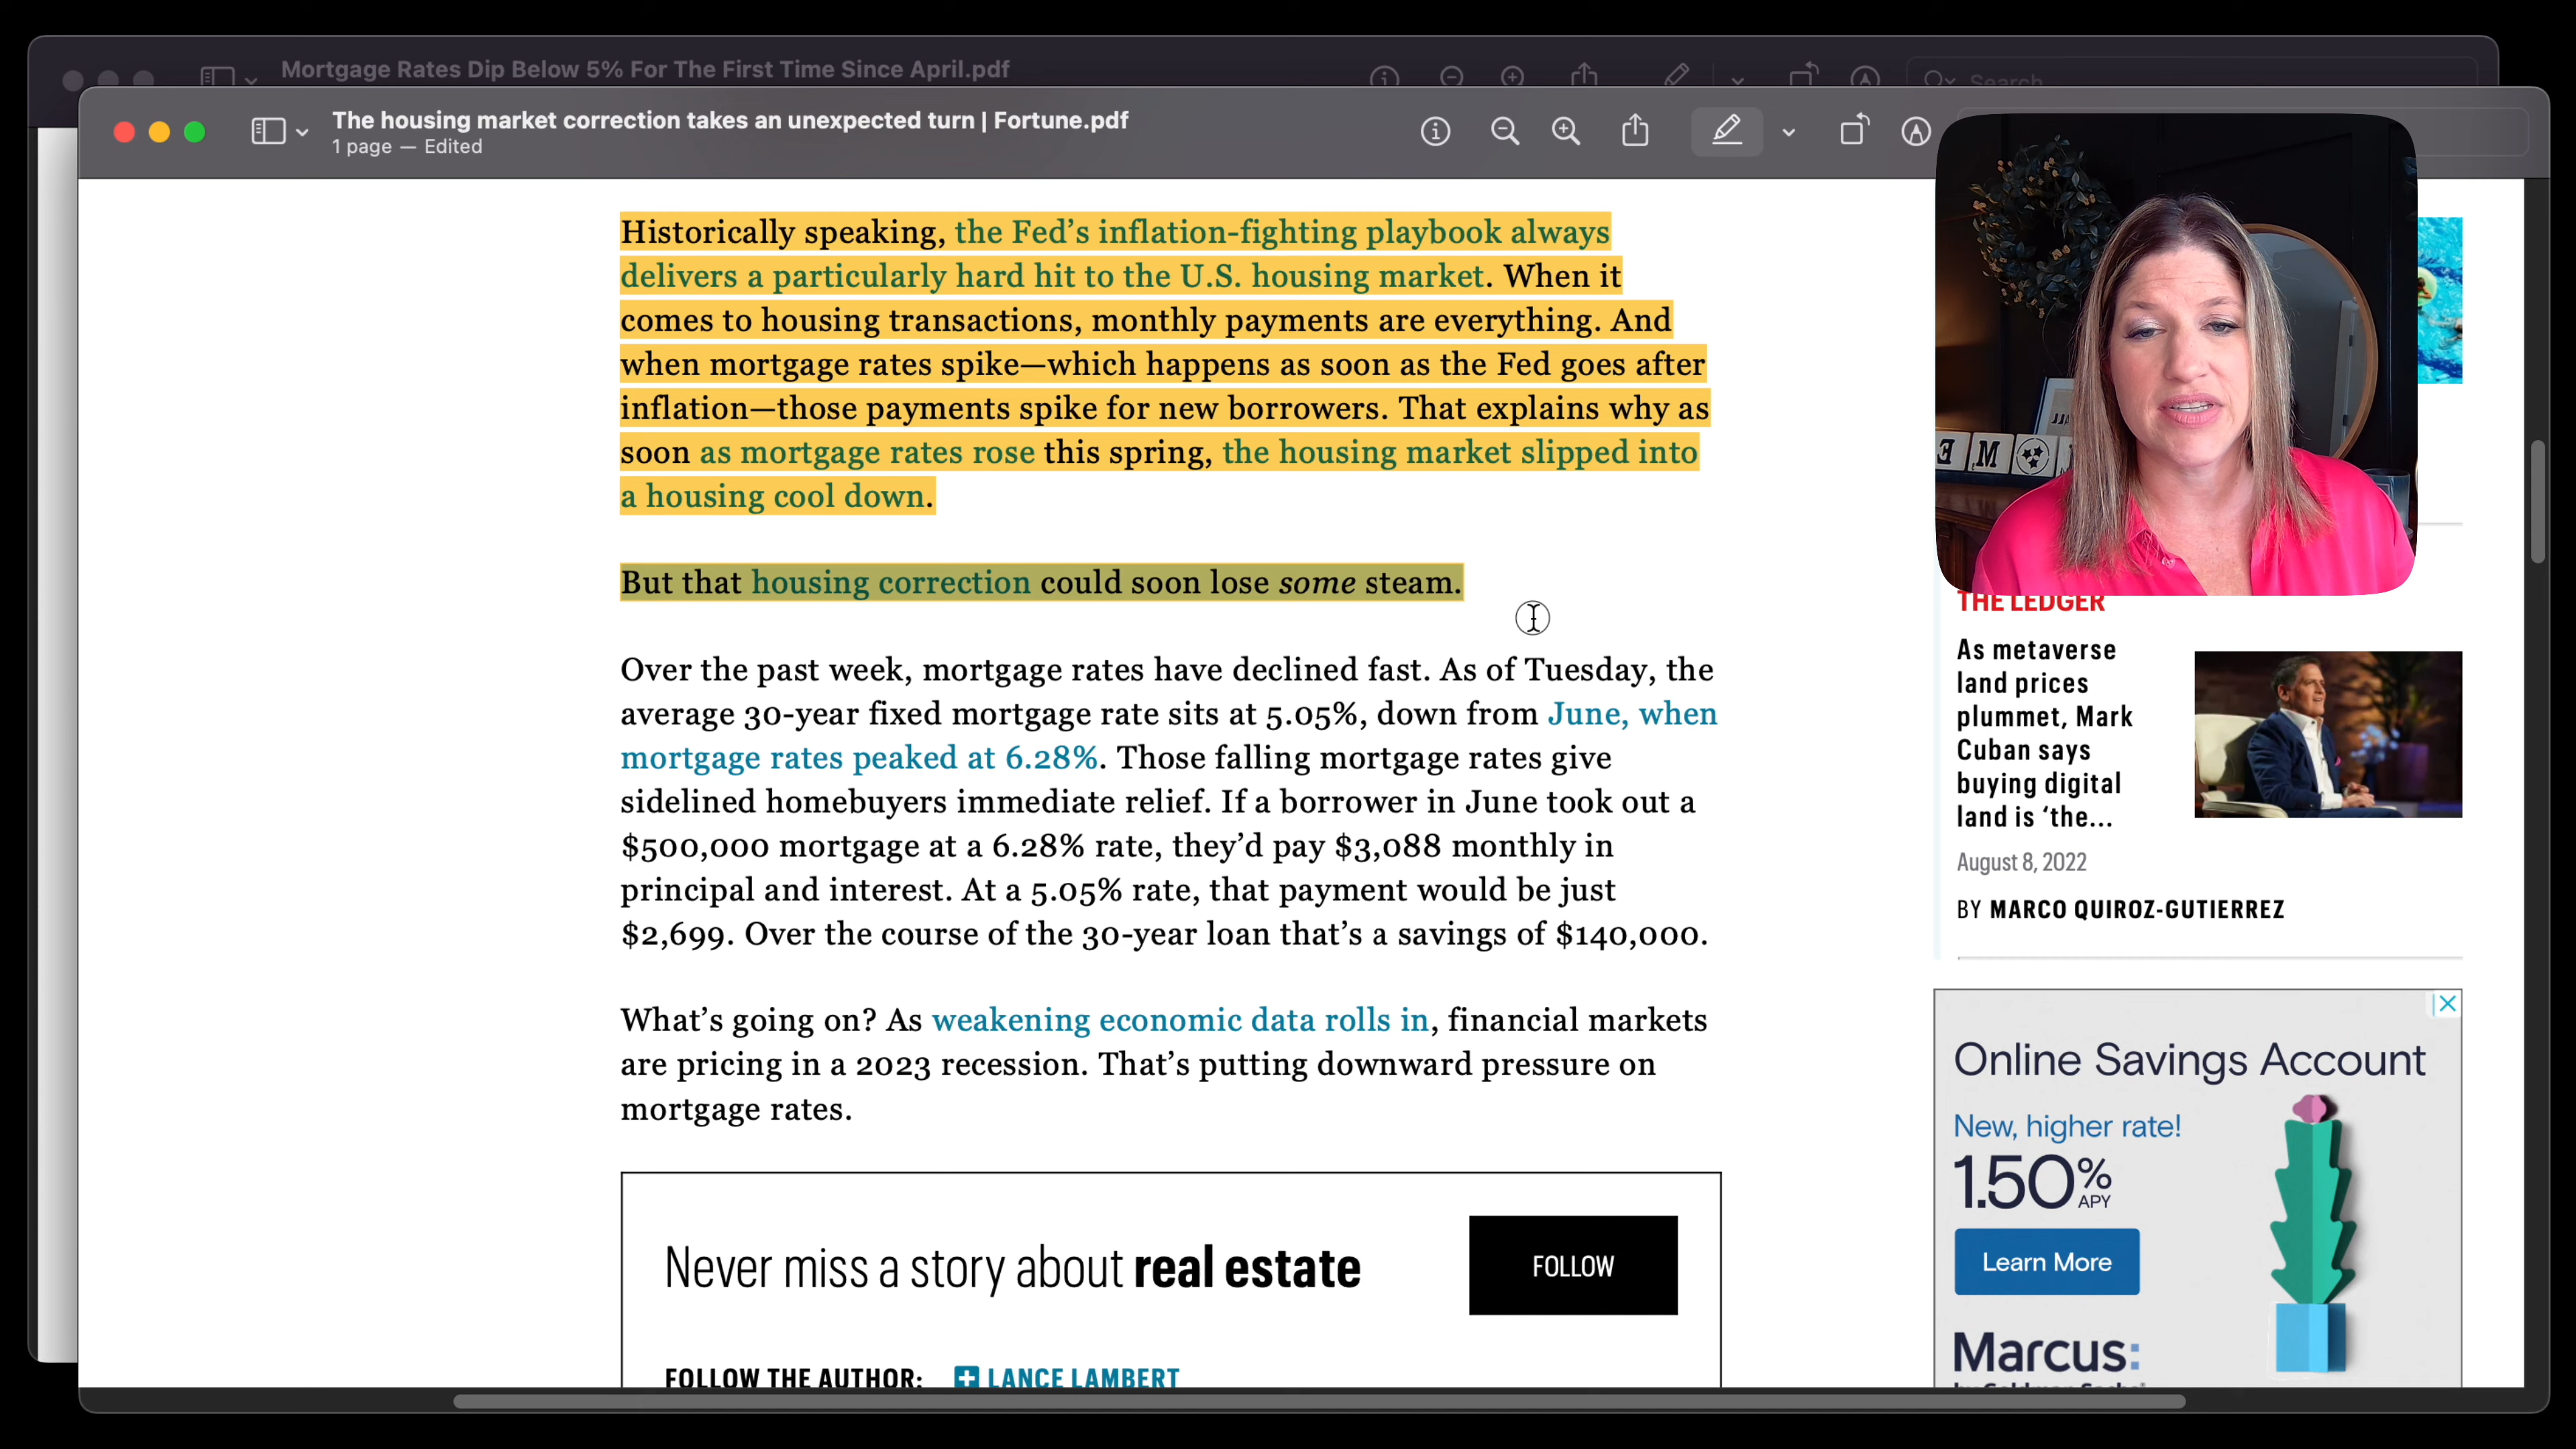 Mortgage Rates Dip Below 5% For The First Time Since April.pdf
Search
The housing market correction takes an unexpected turn | Fortune.pdf
1 page — Edited
Historically speaking, the Fed’s inflation-fighting playbook always
delivers a particularly hard hit to the U.S. housing market. When it
comes to housing transactions, monthly payments are everything. And
when mortgage rates spike—which happens as soon as the Fed goes after
inflation—those payments spike for new borrowers. That explains why as
soon as mortgage rates rose this spring, the housing market slipped into
a housing cool down.
But that housing correction could soon lose some steam.
Over the past week, mortgage rates have declined fast. As of Tuesday, the
average 30-year fixed mortgage rate sits at 5.05%, down from June, when
mortgage rates peaked at 6.28%. Those falling mortgage rates give
sidelined homebuyers immediate relief. If a borrower in June took out a
$500,000 mortgage at a 6.28% rate, they’d pay $3,088 monthly in
principal and interest. At a 5.05% rate, that payment would be just
$2,699. Over the course of the 30-year loan that’s a savings of $140,000.
What’s going on? As weakening economic data rolls in, financial markets
are pricing in a 2023 recession. That’s putting downward pressure on
mortgage rates.
Never miss a story about real estate
FOLLOW
FOLLOW THE AUTHOR: LANCE LAMBERT
THE LEDGER
As metaverse
land prices
plummet, Mark
Cuban says
buying digital
land is ‘the...
August 8, 2022
BY MARCO QUIROZ-GUTIERREZ
Online Savings Account
New, higher rate!
1.50% APY
Learn More
Marcus: